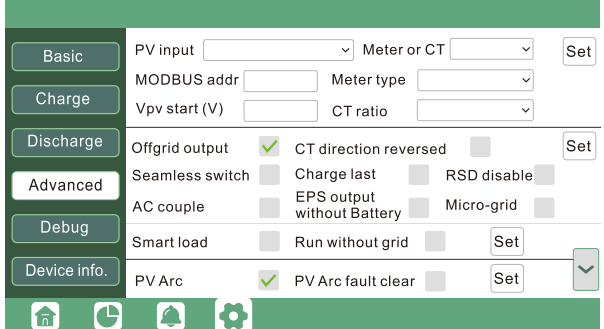 Basic
Charge
Discharge
Advanced
Debug
Device info.
PV input Meter or CT Set
MODBUS addr Meter type
Vpv start (V) CT ratio
Offgrid output CT direction reversed Set
Seamless switch Charge last RSD disable
AC couple EPS output without Battery Micro-grid
Smart load Run without grid Set
PV Arc PV Arc fault clear Set